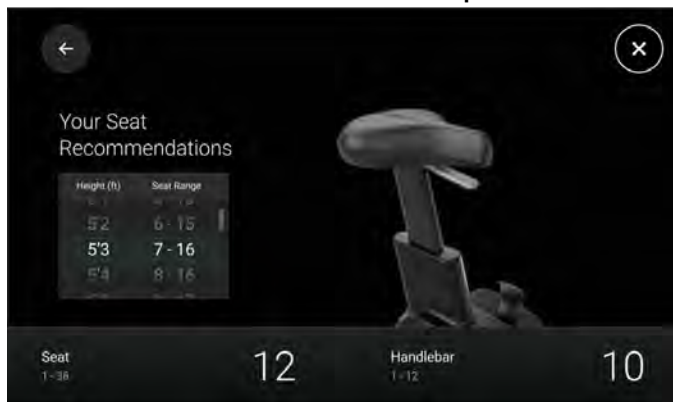 Your Seat
Recommendations
Height (ft) Seat Range
5'2 6 - 15
5'3 7 - 16
5'4 8 - 16
Seat
1 - 38
12
Handlebar
1 - 12
10